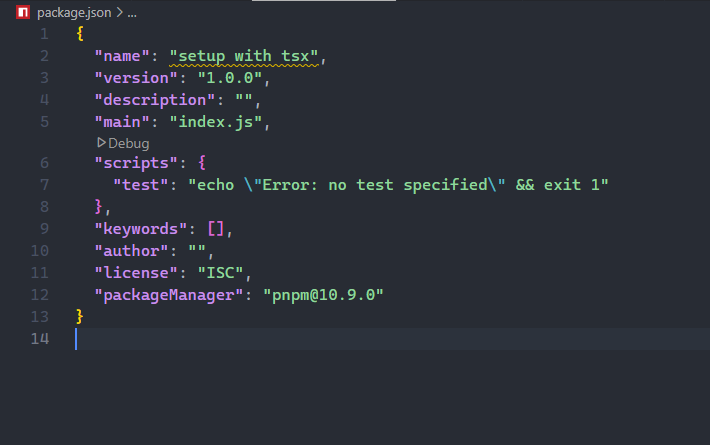 package.json > ...
1 {
2 "name": "setup with tsx",
3 "version": "1.0.0",
4 "description": "",
5 "main": "index.js",
Debug
6 "scripts": {
7 "test": "echo \"Error: no test specified\" && exit 1"
8 },
9 "keywords": [],
10 "author": "",
11 "license": "ISC",
12 "packageManager": "pnpm@10.9.0"
13 }
14